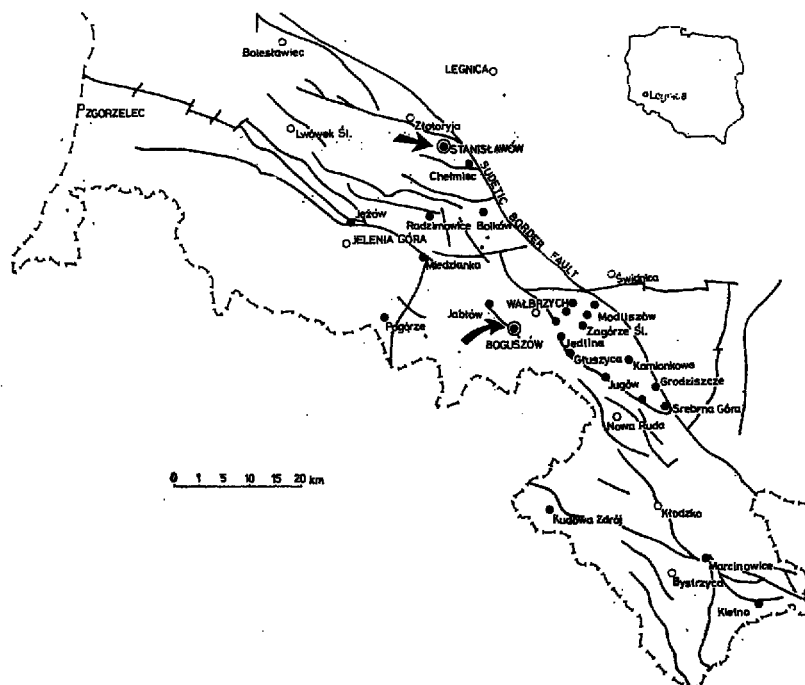 Bolesławiec
LEGNICA
Legnica
ZGORZELEC
Złotoryja
Lwówek Śl.
STANISŁAWÓW
Chełmiec
SUDETIC BORDER FAULT
Jeżów
Radzimowice
Bolków
JELENIA GÓRA
Miedzianka
Świdnica
WAŁBRZYCH
Jabłów
Modliszów
Pogórze
Zagórze Śl.
BOGUSZÓW
Jedlina
Głuszyca
Kamionkowo
Jugów
Grodziszcze
Srebrna Góra
Nowa Ruda
0 1 5 10 15 20 km
Kłodzko
Kudowa Zdrój
Marcinowice
Bystrzyca
Kletno